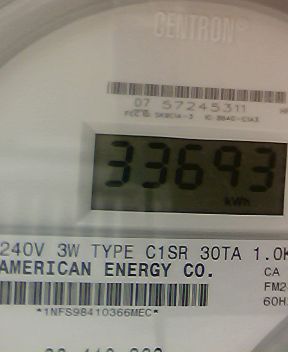 CENTRON®
07 57245311
33693
kWh
240V 3W TYPE C1SR 30TA 1.0K
AMERICAN ENERGY CO.
CA
FM2
60H
*1NFS98410366MEC*